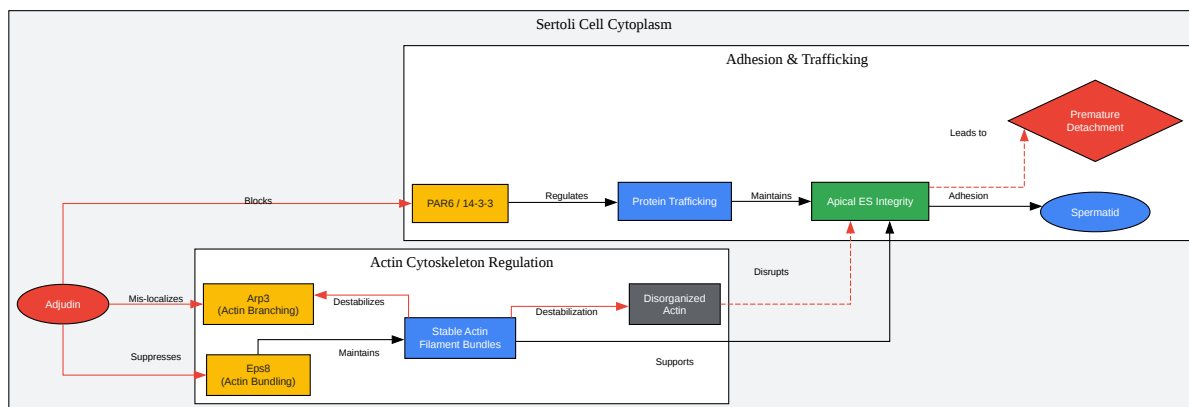 Sertoli Cell Cytoplasm
Adhesion & Trafficking
Premature
Detachment
Leads to
PAR6 / 14-3-3
Regulates
Protein Trafficking
Maintains
Apical ES Integrity
Adhesion
Spermatid
Blocks
Actin Cytoskeleton Regulation
Disrupts
Adjudin
Mis-localizes
Arp3
(Actin Branching)
Destabilizes
Destabilization
Disorganized
Actin
Stable Actin
Filament Bundles
Suppresses
Eps8
(Actin Bundling)
Maintains
Supports